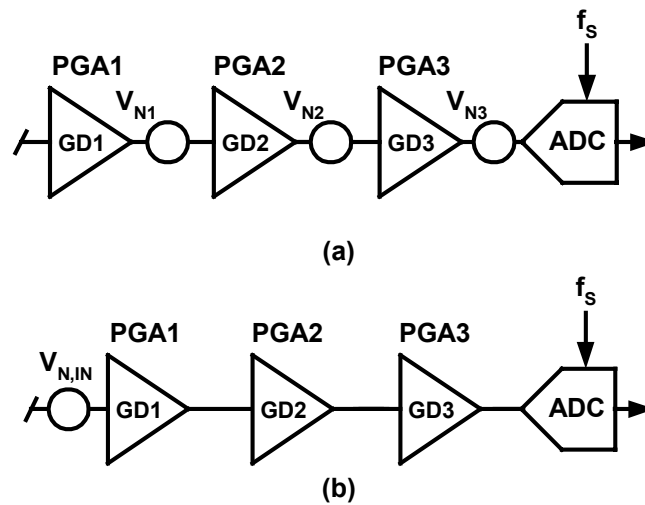 f_S
PGA1 PGA2 PGA3
V_N1 V_N2 V_N3
GD1 GD2 GD3 ADC
(a)
f_S
PGA1 PGA2 PGA3
V_N,IN
GD1 GD2 GD3 ADC
(b)